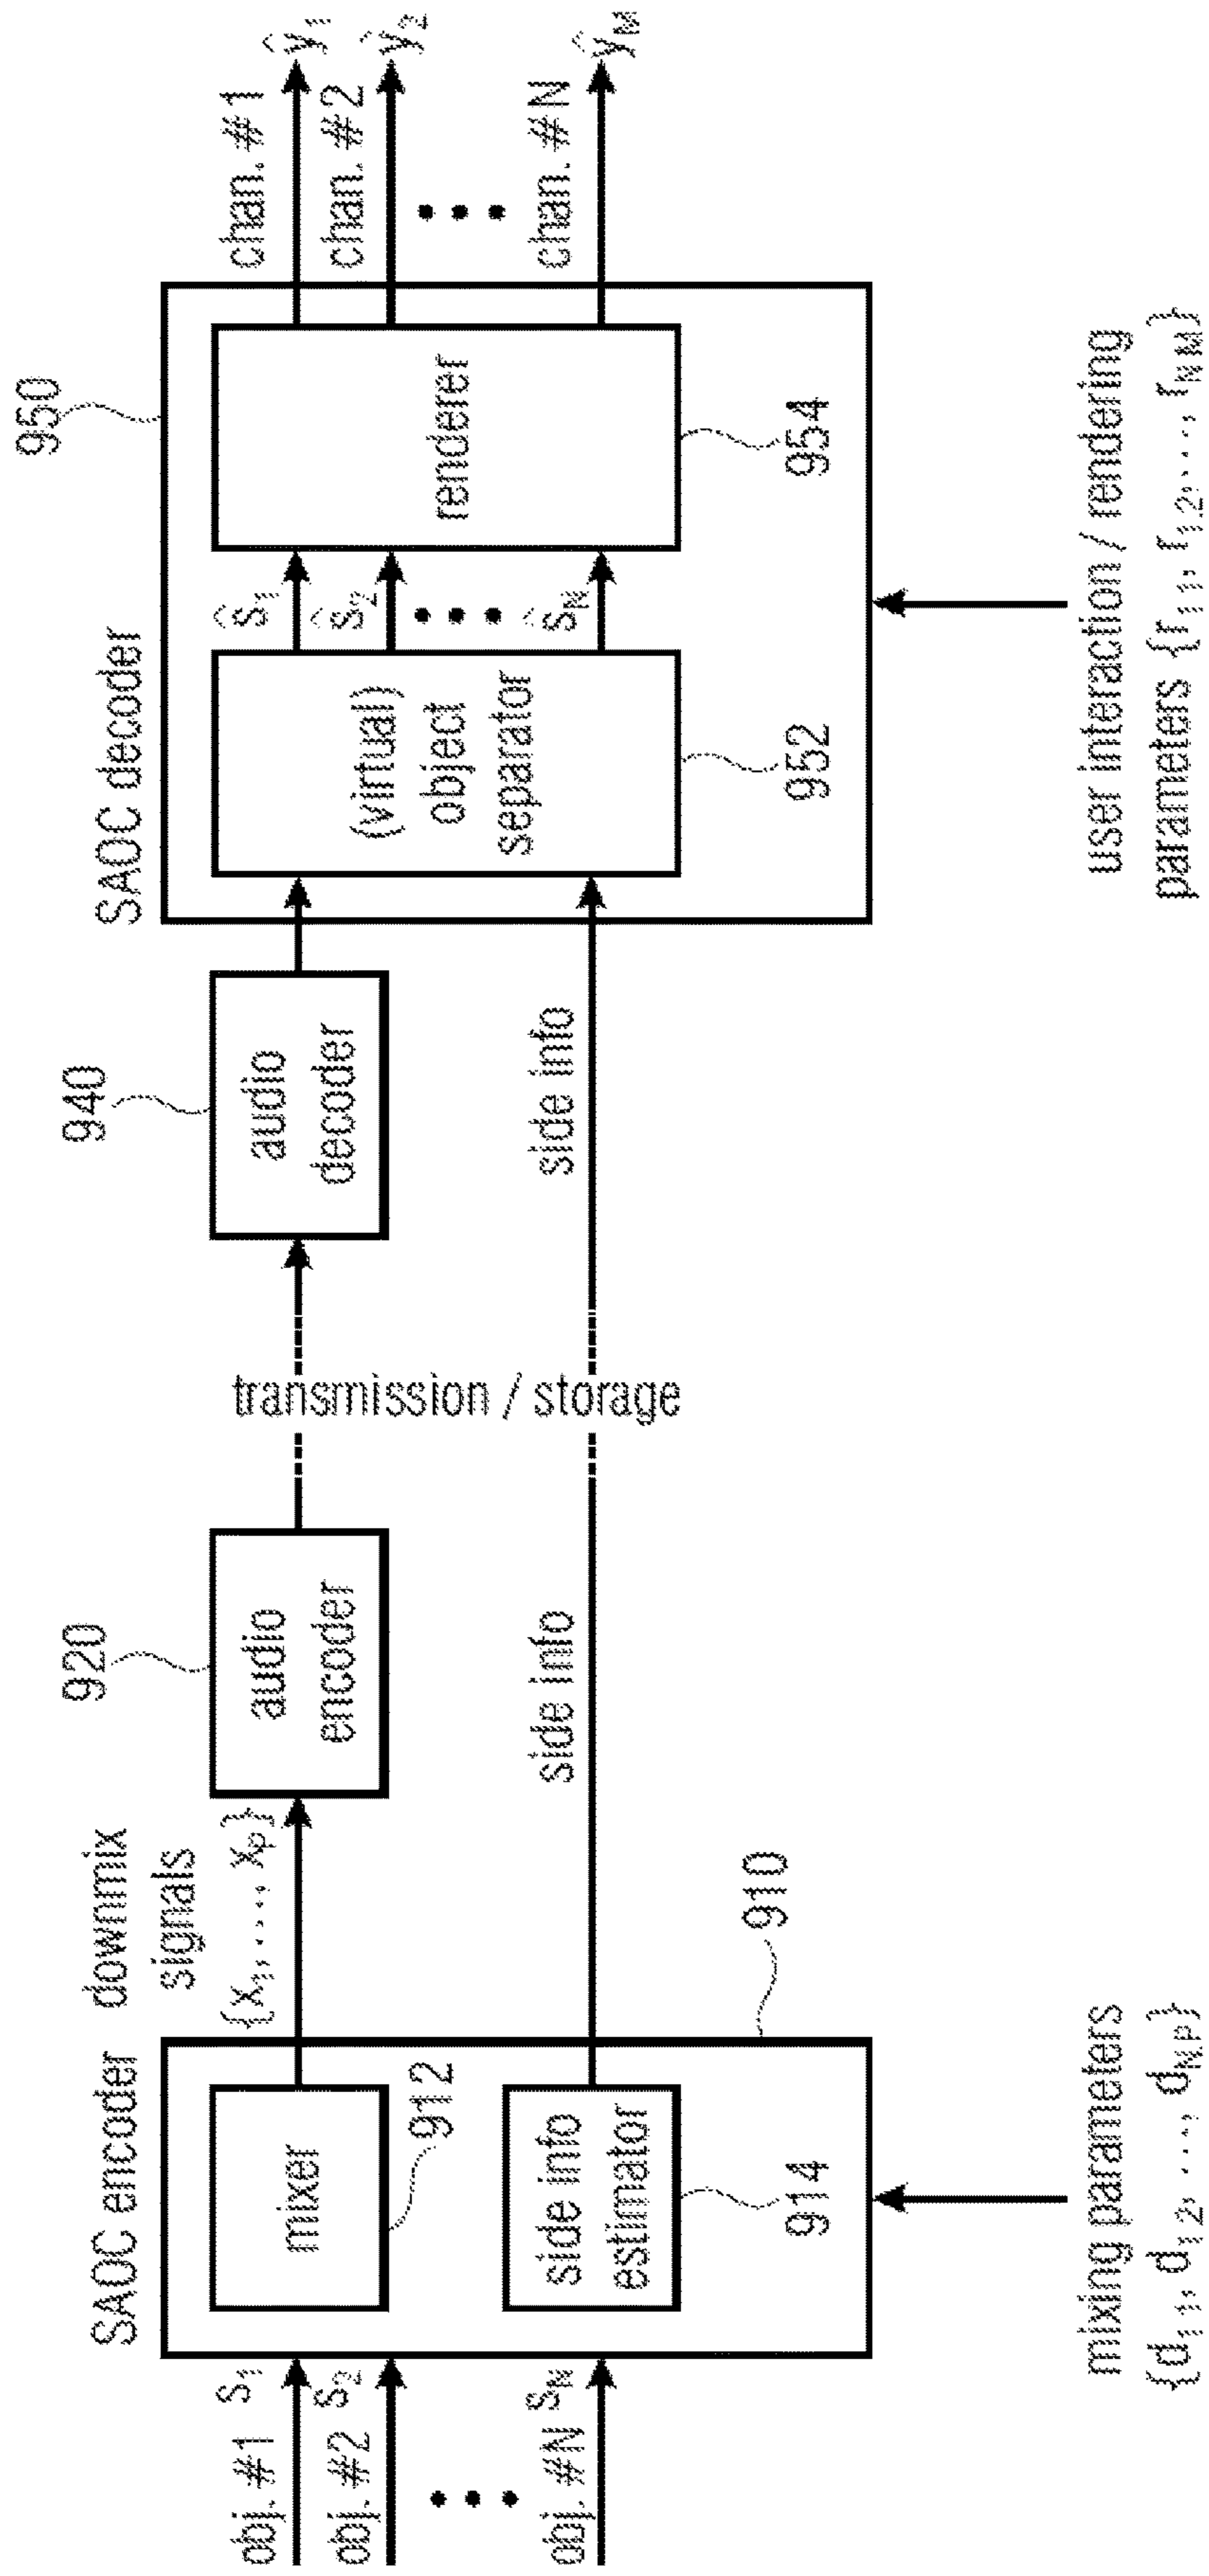 obj. #1 s1
obj. #2 s2
obj. #N sN
SAOC encoder
mixer
912
side info
estimator
914
910
mixing parameters
{d1,1, d1,2, ..., dN,P}
downmix
signals
{x1, ..., xP}
920
audio
encoder
side info
transmission / storage
940
audio
decoder
side info
SAOC decoder
950
(virtual)
object
separator
952
ŝ1
ŝ2
ŝN
renderer
954
user interaction / rendering
parameters {r1,1, r1,2, ..., rN,M}
chan. #1 ŷ1
chan. #2 ŷ2
chan. #N ŷM